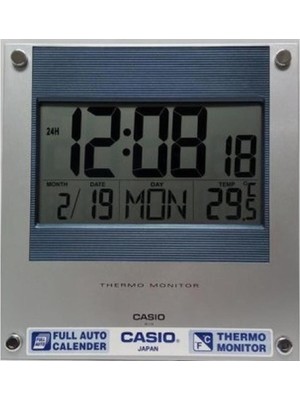 24H 12:08 18
MONTH DATE DAY TEMP
2/19 MON 29.5 °C
THERMO MONITOR
CASIO
FULL AUTO CALENDER
CASIO®
JAPAN
F C
THERMO MONITOR